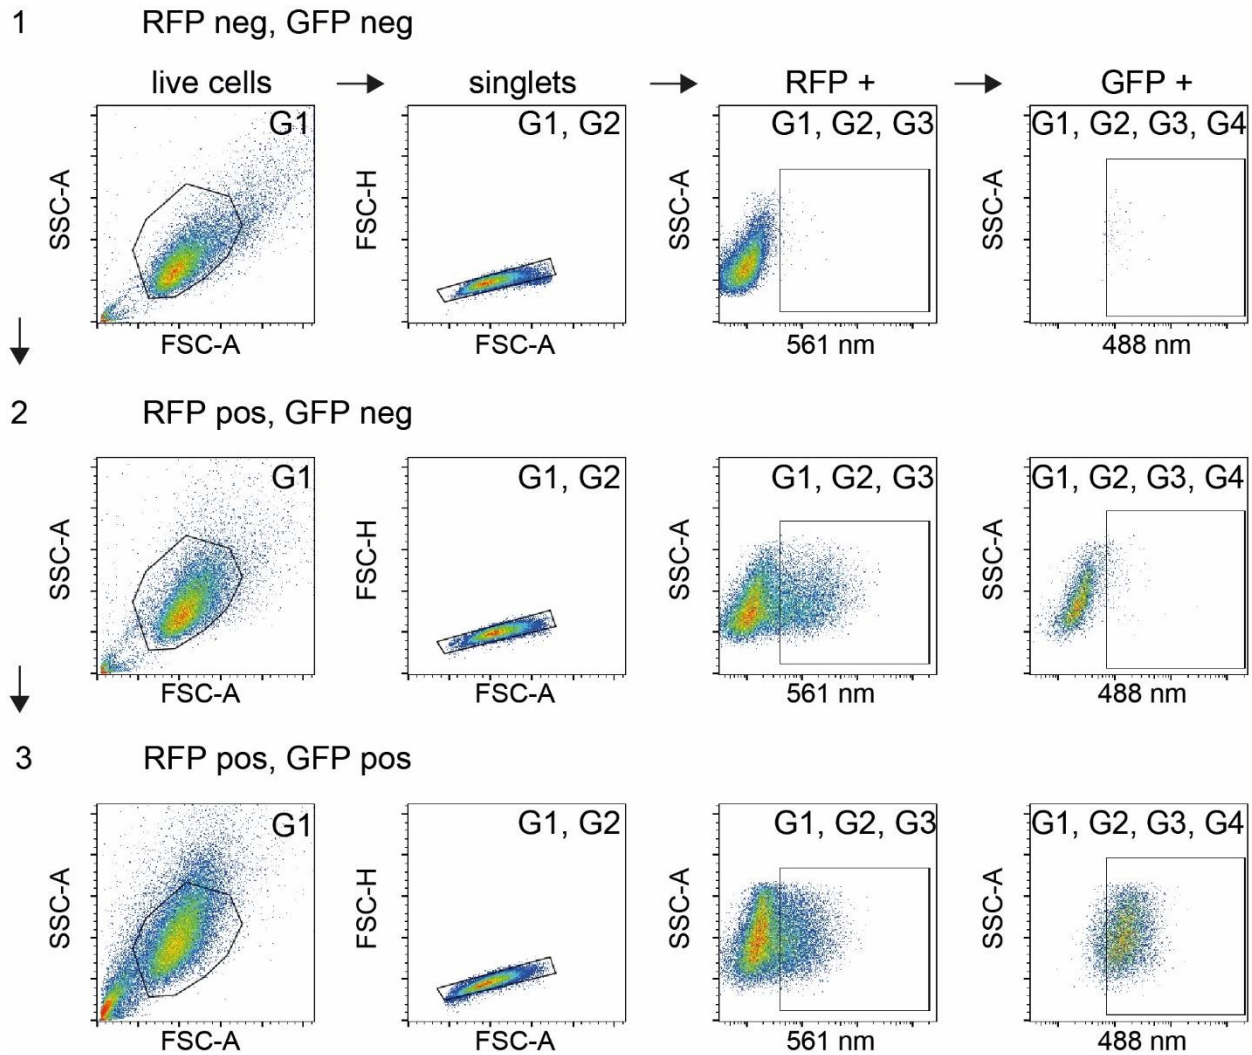 1 RFP neg, GFP neg
live cells → singlets → RFP + → GFP +
G1 G1, G2 G1, G2, G3 G1, G2, G3, G4
SSC-A FSC-H SSC-A SSC-A
FSC-A FSC-A 561 nm 488 nm
2 RFP pos, GFP neg
G1 G1, G2 G1, G2, G3 G1, G2, G3, G4
SSC-A FSC-H SSC-A SSC-A
FSC-A FSC-A 561 nm 488 nm
3 RFP pos, GFP pos
G1 G1, G2 G1, G2, G3 G1, G2, G3, G4
SSC-A FSC-H SSC-A SSC-A
FSC-A FSC-A 561 nm 488 nm